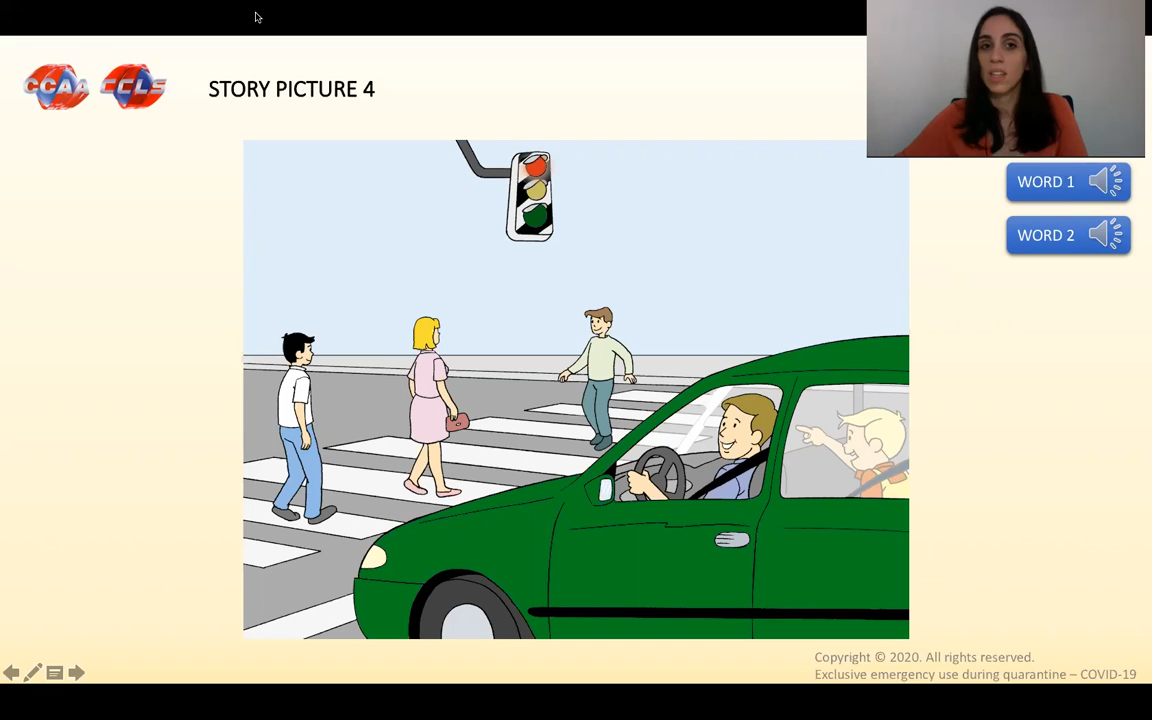 CCAA CCLS
STORY PICTURE 4
WORD 1
WORD 2
Copyright © 2020. All rights reserved.
Exclusive emergency use during quarantine – COVID-19